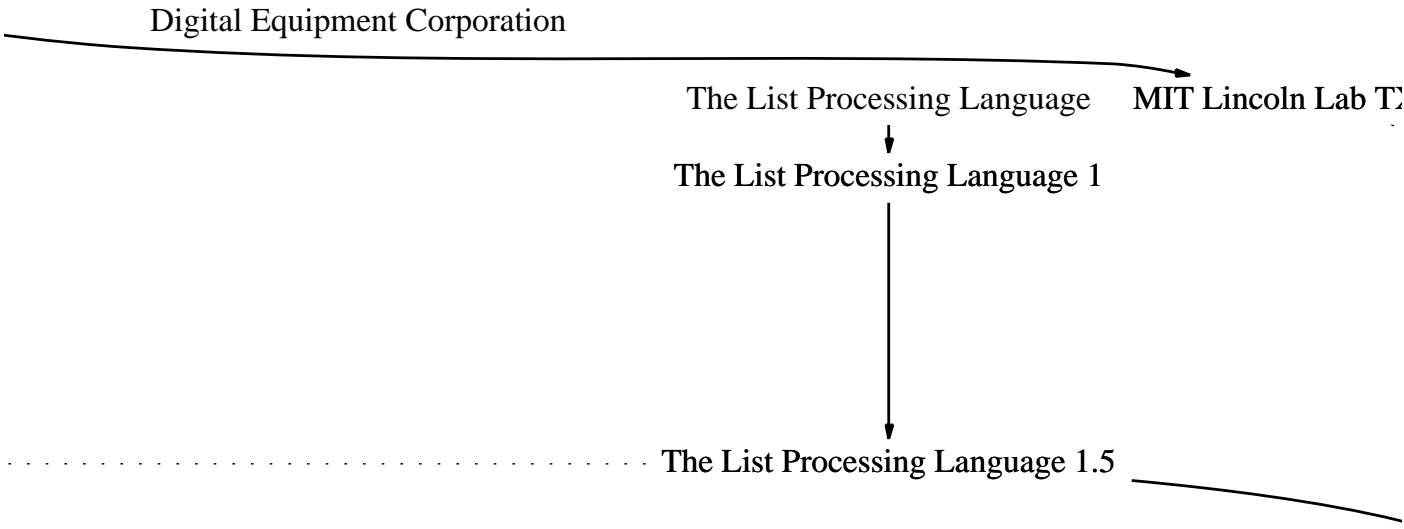 Digital Equipment Corporation
The List Processing Language
MIT Lincoln Lab
The List Processing Language 1
The List Processing Language 1.5